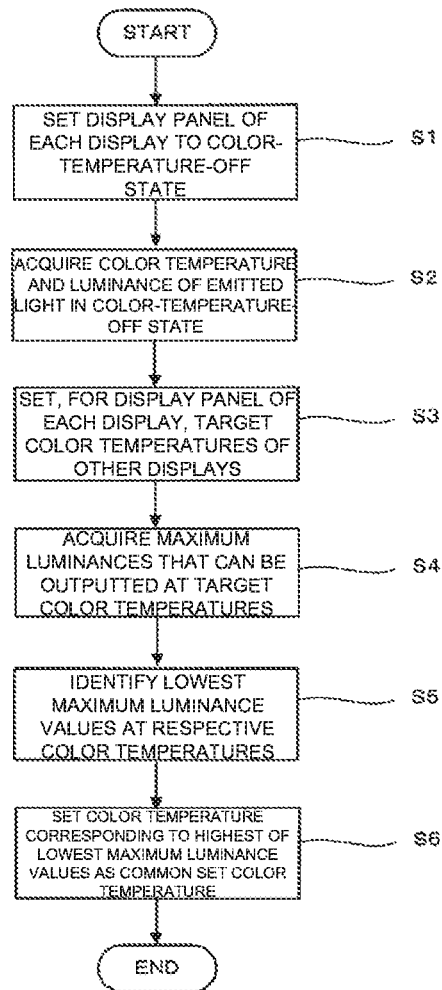 START
SET DISPLAY PANEL OF
EACH DISPLAY TO COLOR-
TEMPERATURE-OFF
STATE
S1
ACQUIRE COLOR TEMPERATURE
AND LUMINANCE OF EMITTED
LIGHT IN COLOR-TEMPERATURE-
OFF STATE
S2
SET, FOR DISPLAY PANEL OF
EACH DISPLAY, TARGET
COLOR TEMPERATURES OF
OTHER DISPLAYS
S3
ACQUIRE MAXIMUM
LUMINANCES THAT CAN BE
OUTPUTTED AT TARGET
COLOR TEMPERATURES
S4
IDENTIFY LOWEST
MAXIMUM LUMINANCE
VALUES AT RESPECTIVE
COLOR TEMPERATURES
S5
SET COLOR TEMPERATURE
CORRESPONDING TO HIGHEST OF
LOWEST MAXIMUM LUMINANCE
VALUES AS COMMON SET COLOR
TEMPERATURE
S6
END